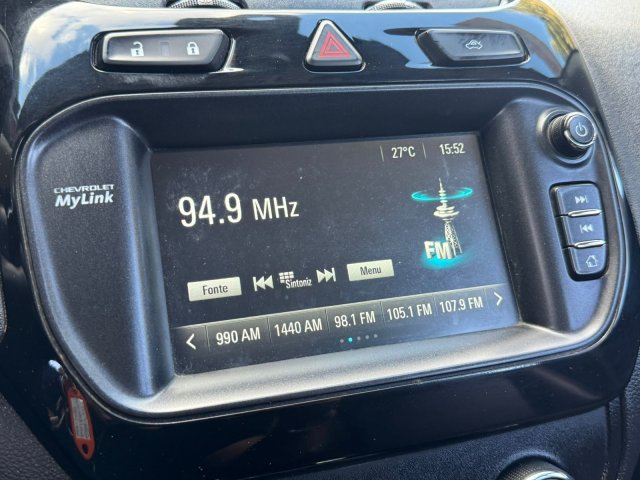 27°C 15:52
CHEVROLET
MyLink
94.9 MHz
FM
Fonte Sintoniz Menu
990 AM 1440 AM 98.1 FM 105.1 FM 107.9 FM